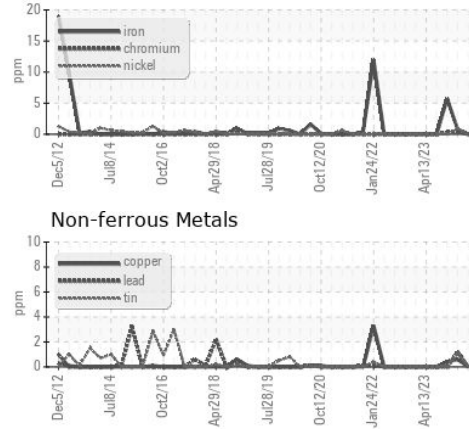 20
15
10
5
0
ppm
iron
chromium
nickel
Dec5/12
Jul8/14
Oct2/16
Apr29/18
Jul28/19
Oct12/20
Jan24/22
Apr13/23
Non-ferrous Metals
10
8
6
4
2
0
ppm
copper
lead
tin
Dec5/12
Jul8/14
Oct2/16
Apr29/18
Jul28/19
Oct12/20
Jan24/22
Apr13/23